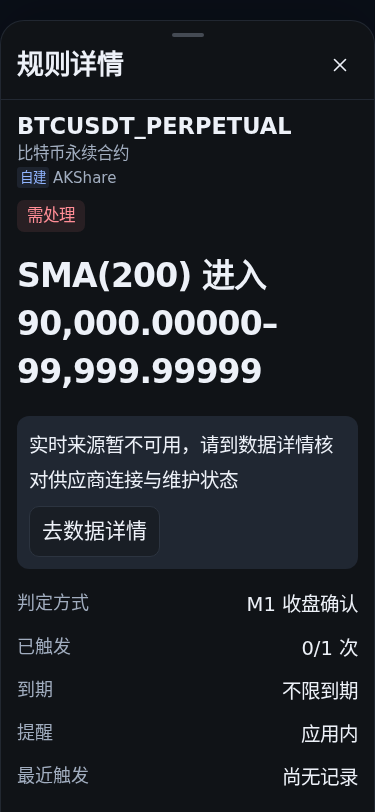 规则详情
BTCUSDT_PERPETUAL
比特币永续合约
自建 AKShare
需处理
SMA(200) 进入
90,000.00000–
99,999.99999
实时来源暂不可用，请到数据详情核
对供应商连接与维护状态
去数据详情
判定方式 M1 收盘确认
已触发 0/1 次
到期 不限到期
提醒 应用内
最近触发 尚无记录